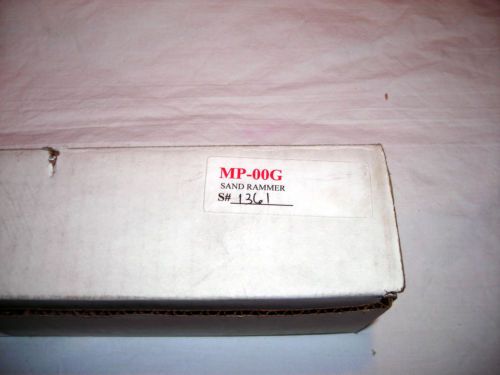 MP-00G
SAND RAMMER
S# 1361